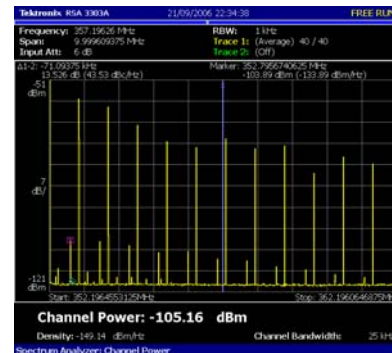 Tektronix RSA 3303A 21/09/2006 22:34:38 FREE RUN
Frequency: 357.19626 MHz RBW: 1 kHz
Span: 9.999609375 MHz Trace 1: (Average) 40 / 40
Input Att: 6 dB Trace 2: (Off)
Δ1-2: -71.09375 kHz Marker: 352.7956740625 MHz
13.526 dB (43.53 dBc/Hz) -103.89 dBm (-133.89 dBm/Hz)
-51
dBm
7
dB/
-121
dBm
Start: 352.1964553125MHz Stop: 362.1960646875MHz
Channel Power: -105.16 dBm
Density: -149.14 dBm/Hz Channel Bandwidth: 25 kHz
Spectrum Analyzer: Channel Power